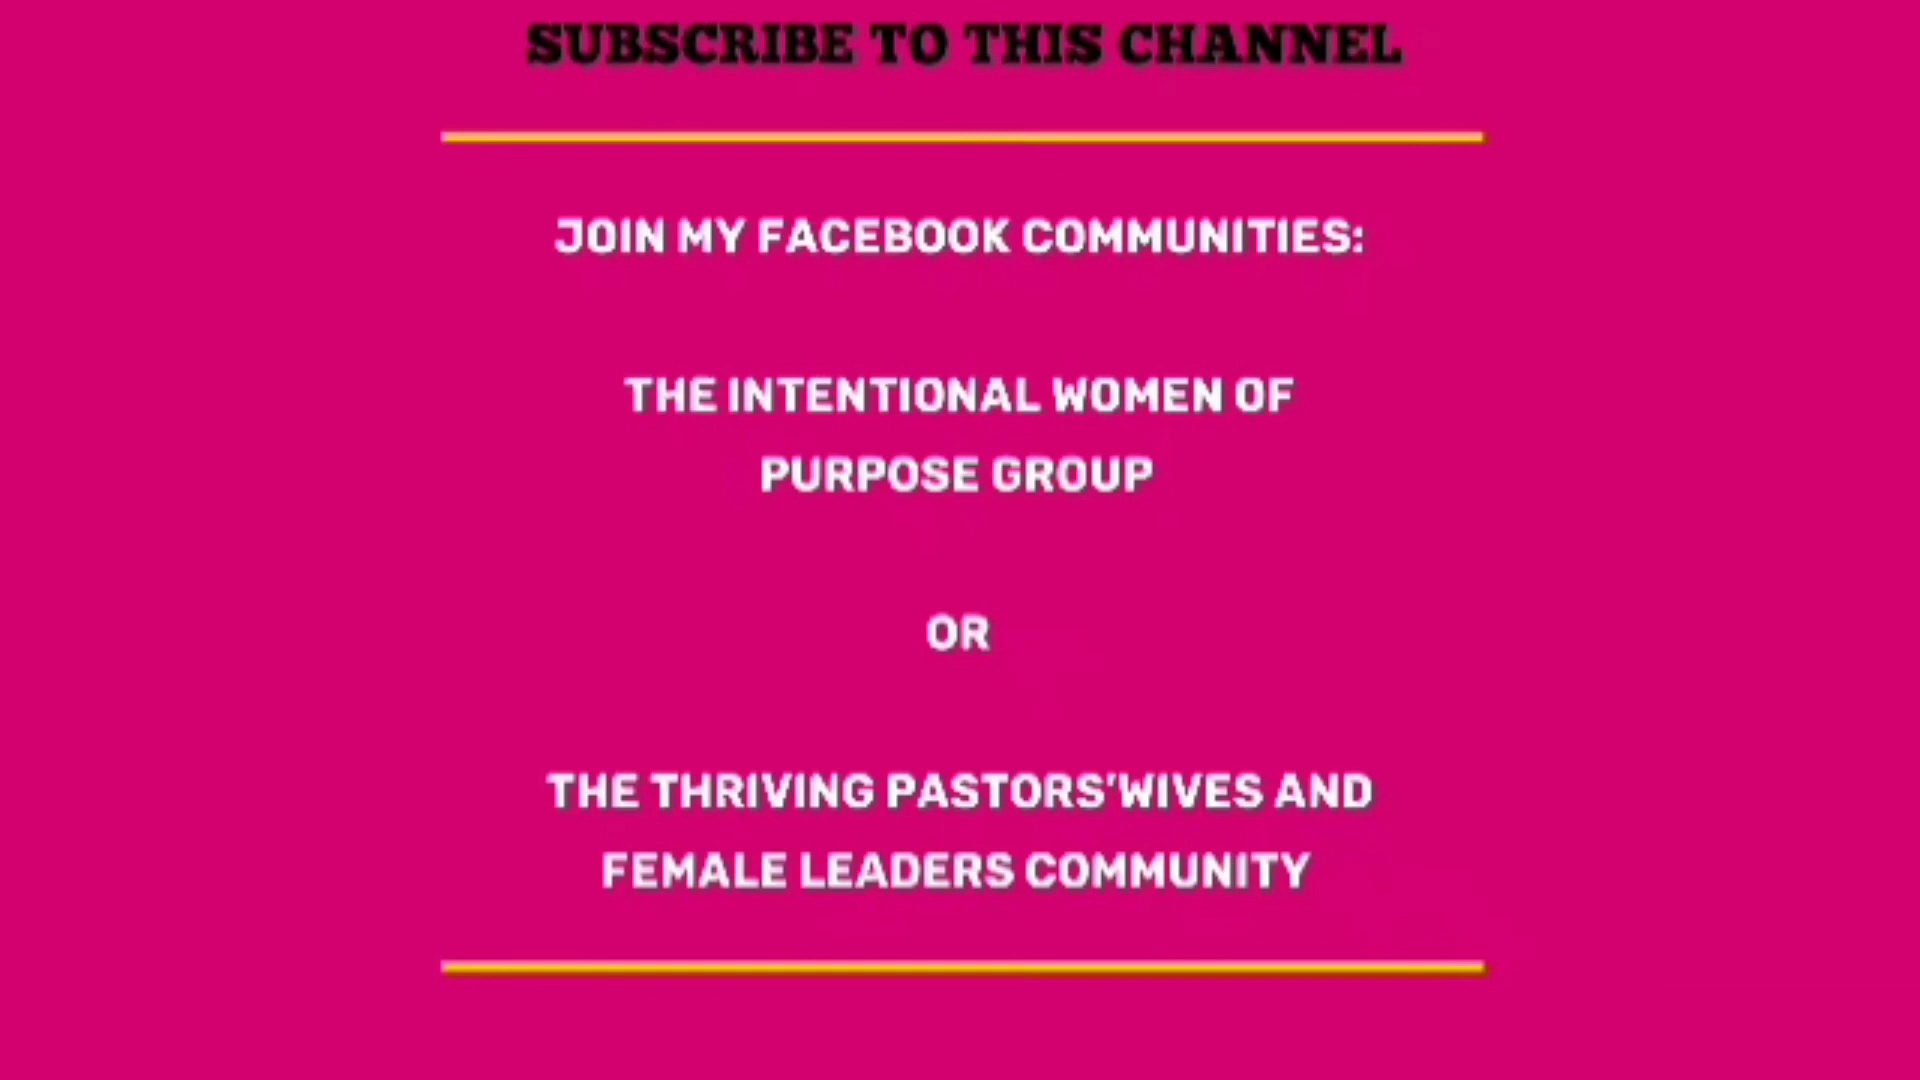 SUBSCRIBE TO THIS CHANNEL
JOIN MY FACEBOOK COMMUNITIES:
THE INTENTIONAL WOMEN OF
PURPOSE GROUP
OR
THE THRIVING PASTORS'WIVES AND
FEMALE LEADERS COMMUNITY